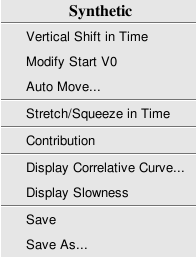 Synthetic
Vertical Shift in Time
Modify Start V0
Auto Move...
Stretch/Squeeze in Time
Contribution
Display Correlative Curve...
Display Slowness
Save
Save As...